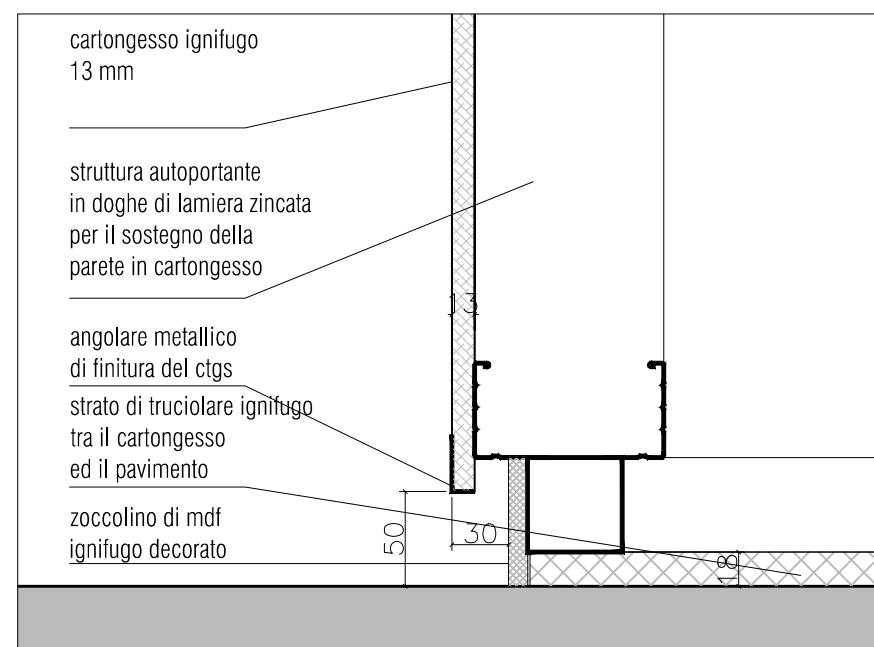 cartongesso ignifugo
13 mm
struttura autoportante
in doghe di lamiera zincata
per il sostegno della
parete in cartongesso
13
angolare metallico
di finitura del ctgs
strato di truciolare ignifugo
tra il cartongesso
ed il pavimento
zoccolino di mdf
ignifugo decorato
50
30
18